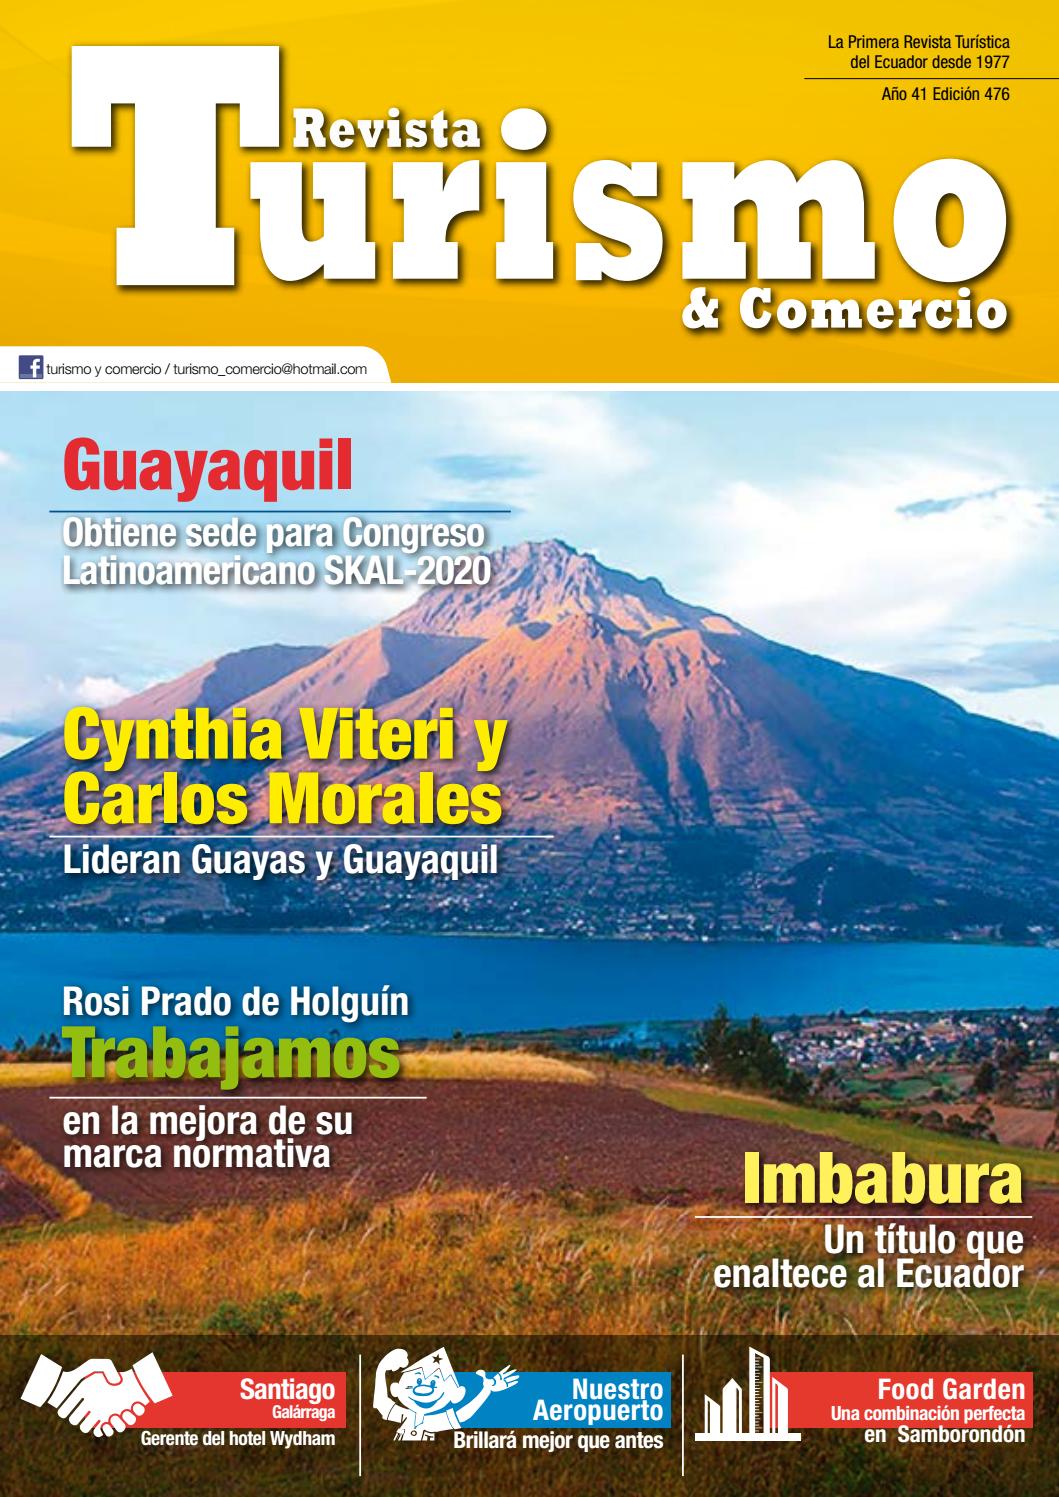 La Primera Revista Turística
del Ecuador desde 1977
Año 41 Edición 476
Revista
Turismo
& Comercio
turismo y comercio / turismo_comercio@hotmail.com
Guayaquil
Obtiene sede para Congreso
Latinoamericano SKAL-2020
Cynthia Viteri y
Carlos Morales
Lideran Guayas y Guayaquil
Rosi Prado de Holguín
Trabajamos
en la mejora de su
marca normativa
Imbabura
Un título que
enaltece al Ecuador
Santiago
Galárraga
Gerente del hotel Wydham
Nuestro
Aeropuerto
Brillará mejor que antes
Food Garden
Una combinación perfecta
en Samborondón